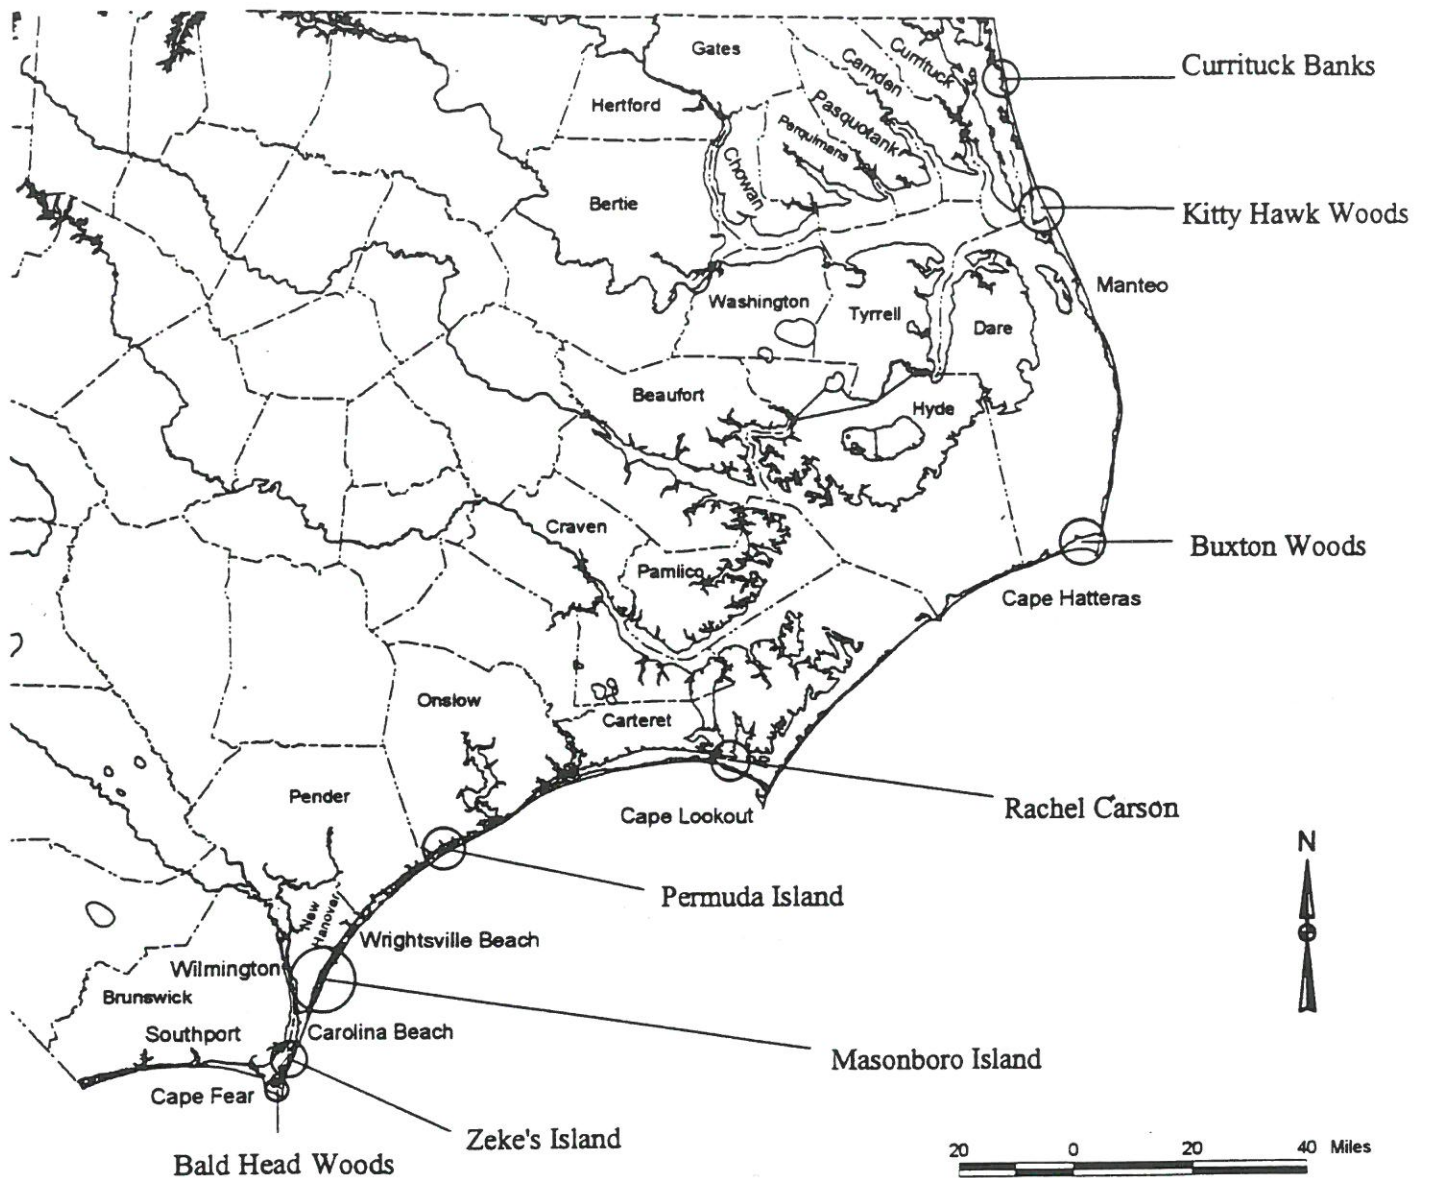 Gates
Currituck
Camden
Currituck Banks
Hertford
Pasquotank
Perquimans
Chowan
Bertie
Kitty Hawk Woods
Manteo
Washington
Tyrrell
Dare
Beaufort
Hyde
Craven
Buxton Woods
Pamlico
Cape Hatteras
Onslow
Carteret
Pender
Cape Lookout
Rachel Carson
N
Permuda Island
New
Hanover
Wrightsville Beach
Wilmington
Brunswick
Southport
Carolina Beach
Masonboro Island
Cape Fear
Zeke's Island
Bald Head Woods
20 0 20 40 Miles